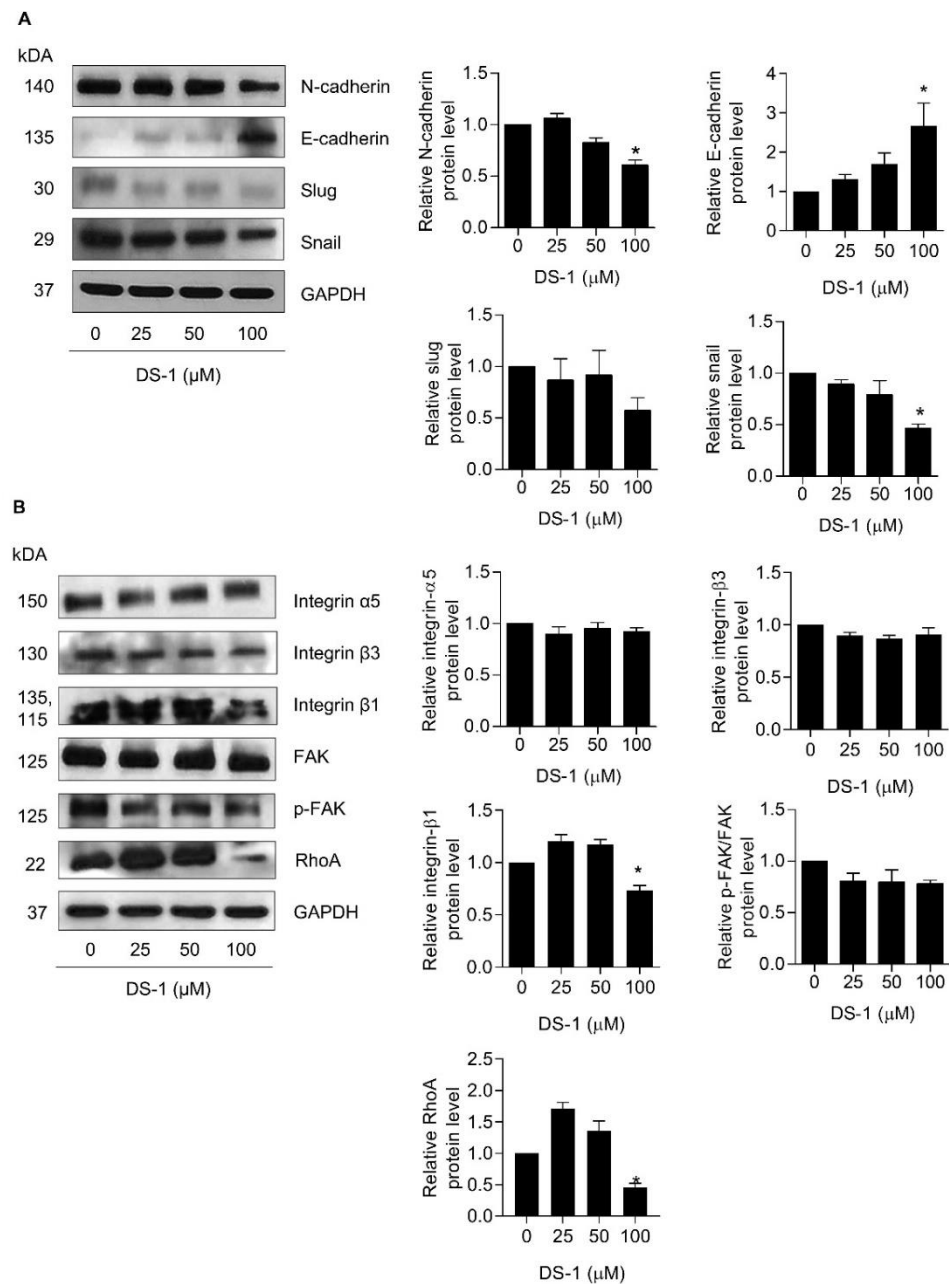 A
kDA
140
N-cadherin
135
E-cadherin
30
Slug
29
Snail
37
GAPDH
0 25 50 100
DS-1 (µM)
Relative N-cadherin
protein level
1.5
1.0
0.5
0.0
*
0 25 50 100
DS-1 (μM)
Relative E-cadherin
protein level
4
3
2
1
0
*
0 25 50 100
DS-1 (μM)
Relative slug
protein level
1.5
1.0
0.5
0.0
0 25 50 100
DS-1 (μM)
Relative snail
protein level
1.5
1.0
0.5
0.0
*
0 25 50 100
DS-1 (μM)
B
kDA
150
Integrin α5
130
Integrin β3
135,
115
Integrin β1
125
FAK
125
p-FAK
22
RhoA
37
GAPDH
0 25 50 100
DS-1 (µM)
Relative integrin-α5
protein level
1.5
1.0
0.5
0.0
0 25 50 100
DS-1 (μM)
Relative integrin-β3
protein level
1.5
1.0
0.5
0.0
0 25 50 100
DS-1 (μM)
Relative integrin-β1
protein level
1.5
1.0
0.5
0.0
*
0 25 50 100
DS-1 (μM)
Relative p-FAK/FAK
protein level
1.5
1.0
0.5
0.0
0 25 50 100
DS-1 (μM)
Relative RhoA
protein level
2.5
2.0
1.5
1.0
0.5
0.0
*
0 25 50 100
DS-1 (μM)